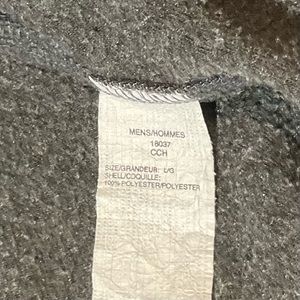 MENS/HOMMES
18037
CCH
SIZE/GRANDEUR: L/G
SHELL/COQUILLE:
100% POLYESTER/POLYESTER